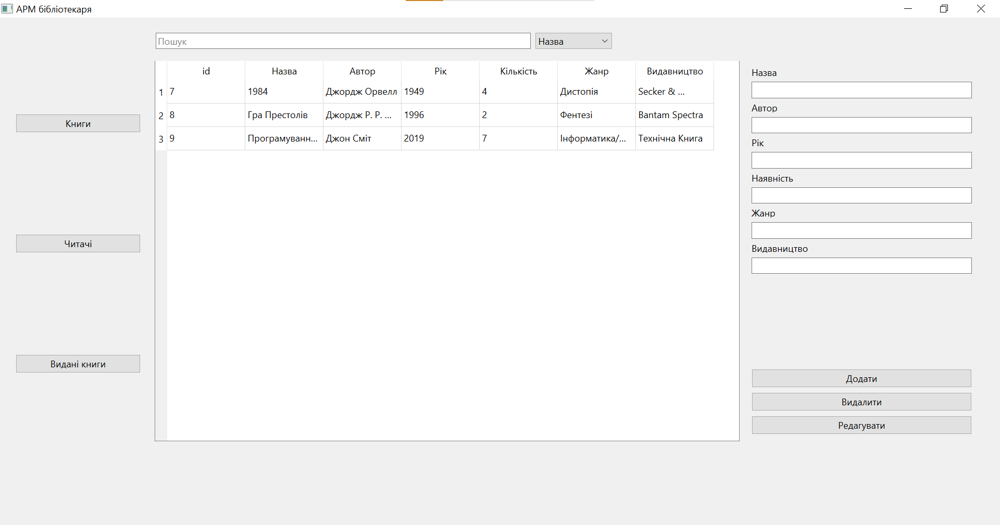 АРМ бібліотекаря
Пошук
Назва
id Назва Автор Рік Кількість Жанр Видавництво
1 7 1984 Джордж Орвелл 1949 4 Дистопія Secker & ...
2 8 Гра Престолів Джордж Р. Р. ... 1996 2 Фентезі Bantam Spectra
3 9 Програмуванн... Джон Сміт 2019 7 Інформатика/... Технічна Книга
Книги
Читачі
Видані книги
Назва
Автор
Рік
Наявність
Жанр
Видавництво
Додати
Видалити
Редагувати